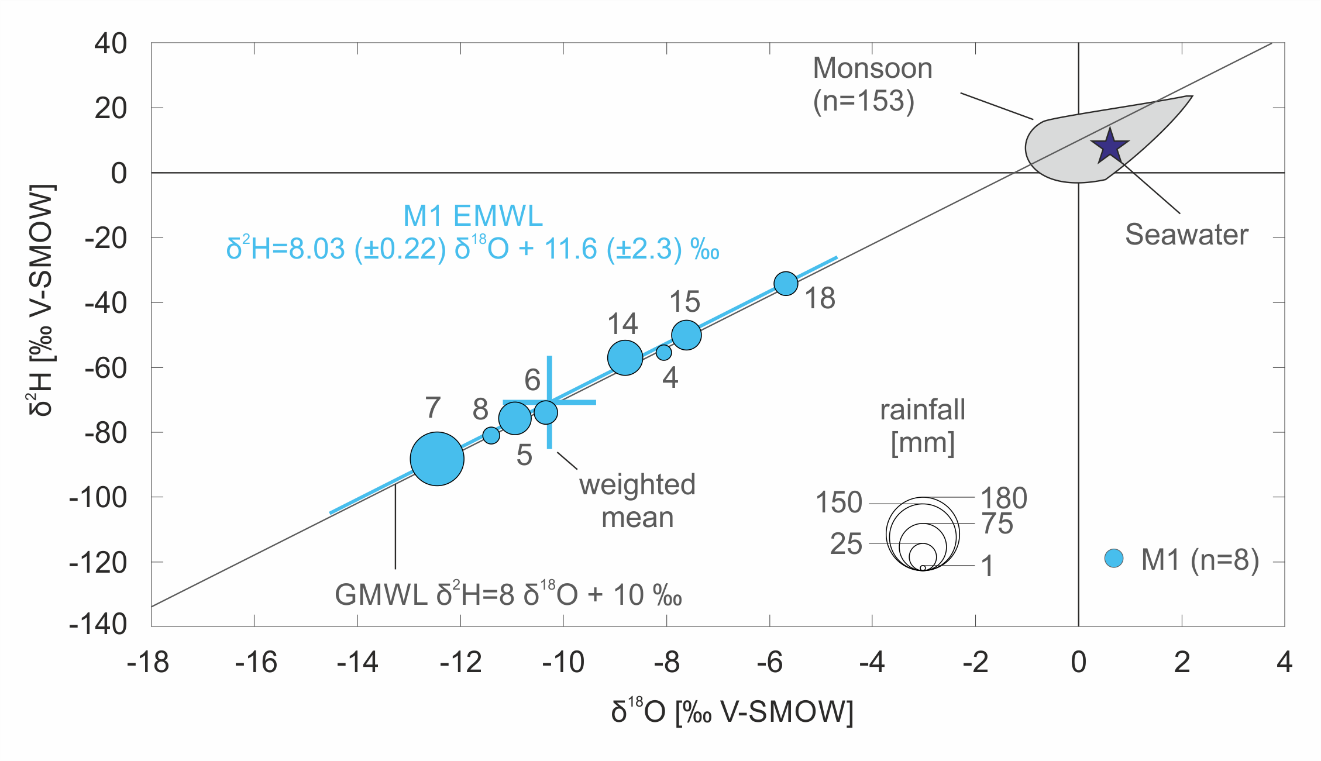 40
20
0
-20
-40
-60
-80
-100
-120
-140
δ²H [‰ V-SMOW]
Monsoon
(n=153)
Seawater
M1 EMWL
δ²H=8.03 (±0.22) δ¹⁸O + 11.6 (±2.3) ‰
18
15
14
4
6
7
8
5
weighted
mean
rainfall
[mm]
150
180
75
25
1
M1 (n=8)
GMWL δ²H=8 δ¹⁸O + 10 ‰
-18 -16 -14 -12 -10 -8 -6 -4 -2 0 2 4
δ¹⁸O [‰ V-SMOW]